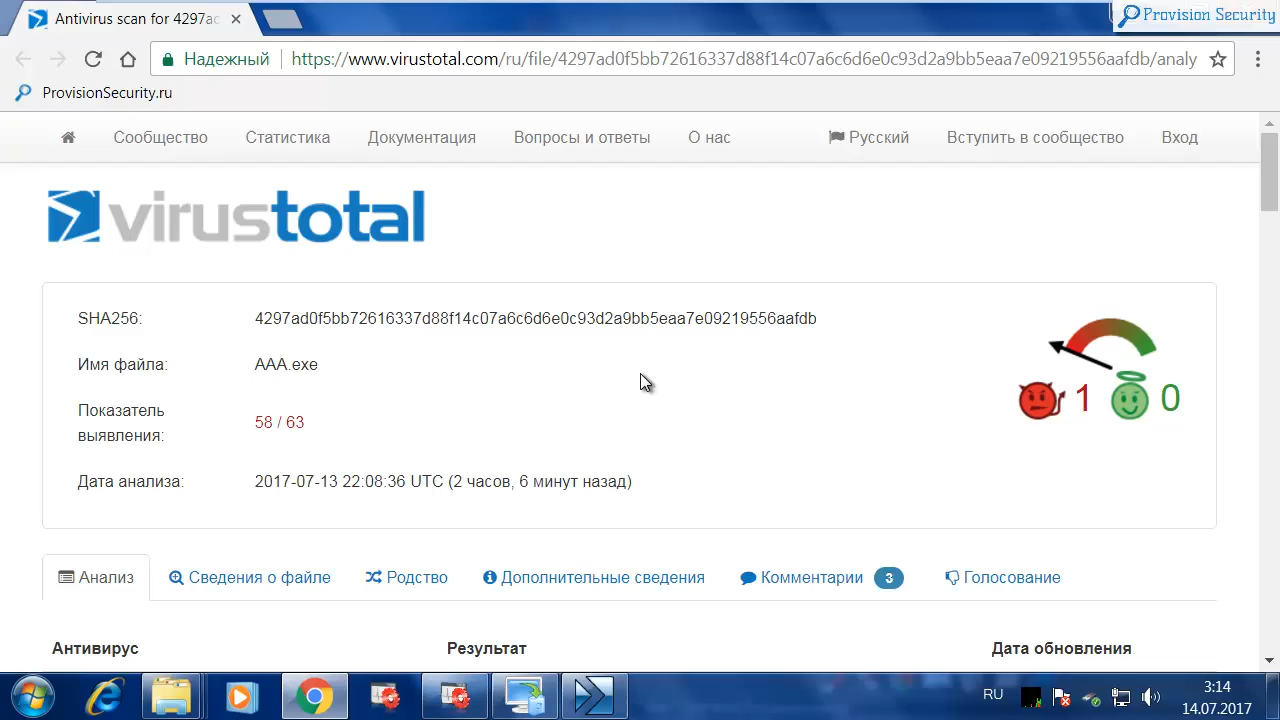 Antivirus scan for 4297ac
Provision Security
Надежный
https://www.virustotal.com/ru/file/4297ad0f5bb72616337d88f14c07a6c6d6e0c93d2a9bb5eaa7e09219556aafdb/analy
ProvisionSecurity.ru
Сообщество Статистика Документация Вопросы и ответы О нас Русский Вступить в сообщество Вход
virustotal
SHA256: 4297ad0f5bb72616337d88f14c07a6c6d6e0c93d2a9bb5eaa7e09219556aafdb
Имя файла: AAA.exe
Показатель
выявления: 58 / 63
1 0
Дата анализа: 2017-07-13 22:08:36 UTC (2 часов, 6 минут назад)
Анализ Сведения о файле Родство Дополнительные сведения Комментарии 3 Голосование
Антивирус Результат Дата обновления
RU 3:14
14.07.2017